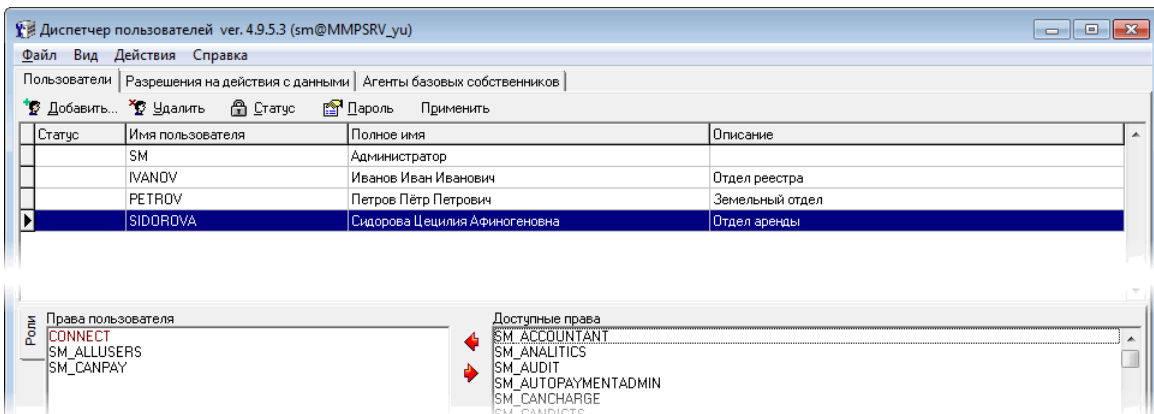 Диспетчер пользователей ver. 4.9.5.3 (sm@MMPSRV_yu)
Файл Вид Действия Справка
Пользователи Разрешения на действия с данными Агенты базовых собственников
Добавить... Удалить Статус Пароль Применить
Статус Имя пользователя Полное имя Описание
SM Администратор
IVANOV Иванов Иван Иванович Отдел реестра
PETROV Петров Пётр Петрович Земельный отдел
SIDOROVA Сидорова Цецилия Афиногеновна Отдел аренды
Роли
Права пользователя
CONNECT
SM_ALLUSERS
SM_CANPAY
Доступные права
SM_ACCOUNTANT
SM_ANALITICS
SM_AUDIT
SM_AUTOPAYMENTADMIN
SM_CANCHARGE
SM_CANDICTS